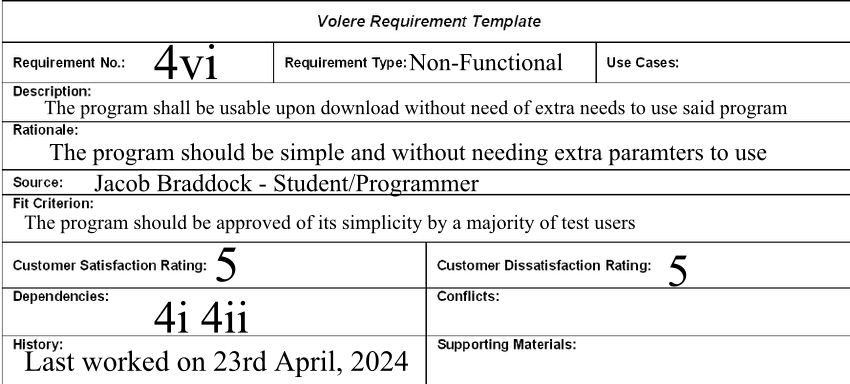 Volere Requirement Template
Requirement No.: 4vi Requirement Type: Non-Functional Use Cases:
Description:
The program shall be usable upon download without need of extra needs to use said program
Rationale:
The program should be simple and without needing extra paramters to use
Source: Jacob Braddock - Student/Programmer
Fit Criterion:
The program should be approved of its simplicity by a majority of test users
Customer Satisfaction Rating: 5 Customer Dissatisfaction Rating: 5
Dependencies: Conflicts:
4i 4ii
History: Supporting Materials:
Last worked on 23rd April, 2024